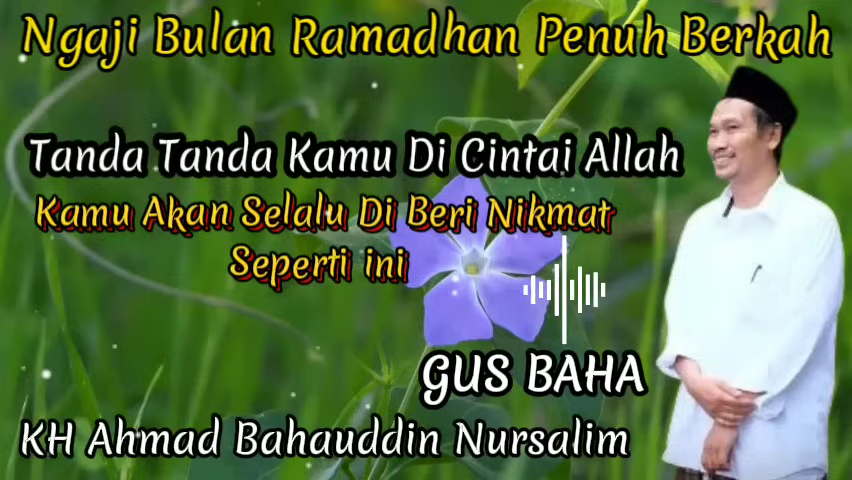 Ngaji Bulan Ramadhan Penuh Berkah
Tanda Tanda Kamu Di Cintai Allah
Kamu Akan Selalu Di Beri Nikmat
Seperti ini
GUS BAHA
KH Ahmad Bahauddin Nursalim